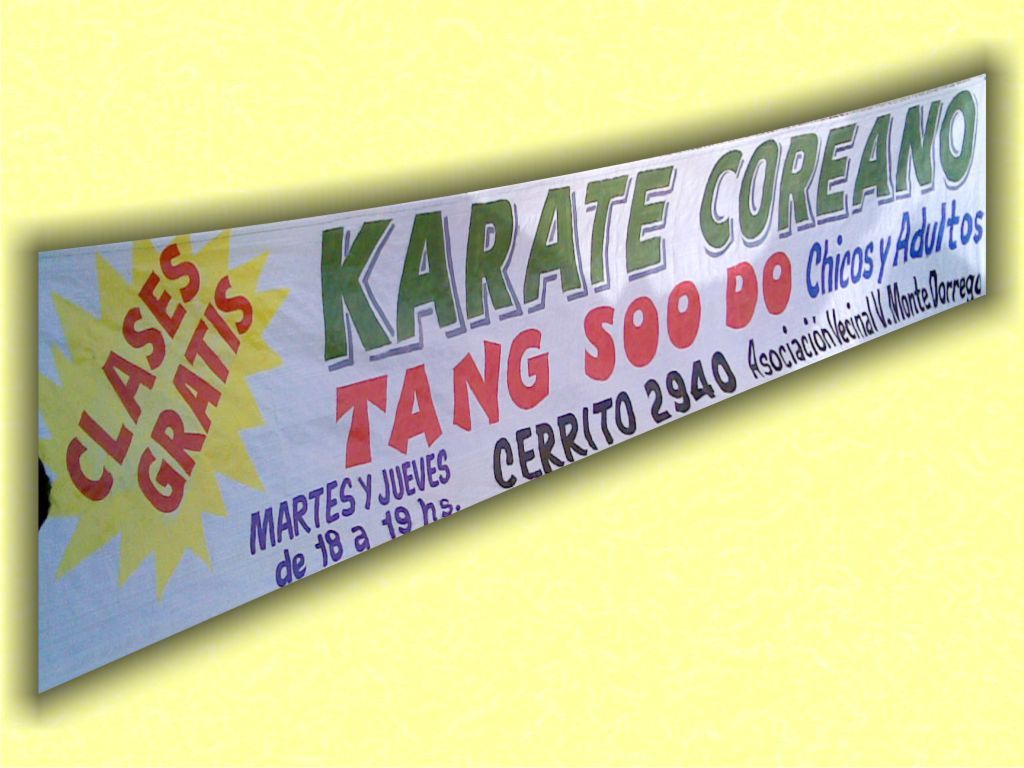 CLASES
GRATIS
KARATE COREANO
TANG SOO DO
Chicos y Adultos
MARTES Y JUEVES
de 18 a 19 hs.
CERRITO 2940
Asociación Vecinal V. Monte. Dorrego